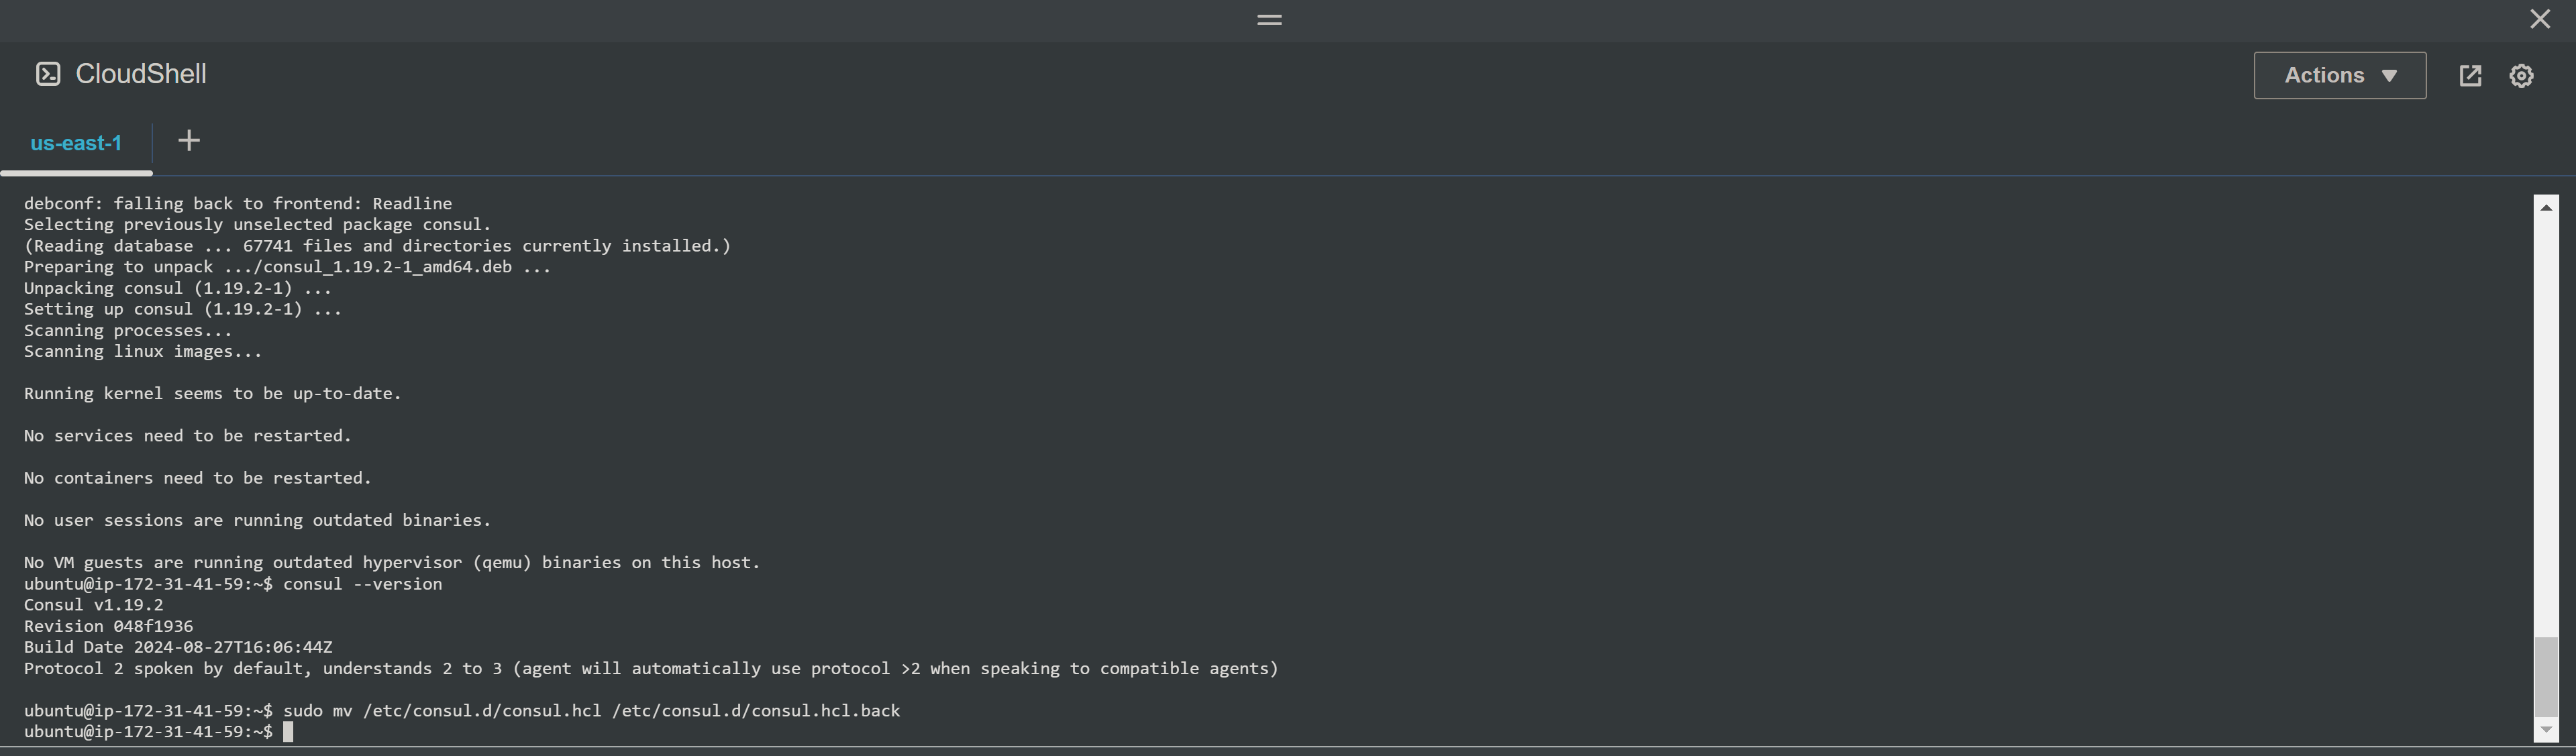 CloudShell
Actions
us-east-1
debconf: falling back to frontend: Readline
Selecting previously unselected package consul.
(Reading database ... 67741 files and directories currently installed.)
Preparing to unpack .../consul_1.19.2-1_amd64.deb ...
Unpacking consul (1.19.2-1) ...
Setting up consul (1.19.2-1) ...
Scanning processes...
Scanning linux images...
Running kernel seems to be up-to-date.
No services need to be restarted.
No containers need to be restarted.
No user sessions are running outdated binaries.
No VM guests are running outdated hypervisor (qemu) binaries on this host.
ubuntu@ip-172-31-41-59:~$ consul --version
Consul v1.19.2
Revision 048f1936
Build Date 2024-08-27T16:06:44Z
Protocol 2 spoken by default, understands 2 to 3 (agent will automatically use protocol >2 when speaking to compatible agents)
ubuntu@ip-172-31-41-59:~$ sudo mv /etc/consul.d/consul.hcl /etc/consul.d/consul.hcl.back
ubuntu@ip-172-31-41-59:~$